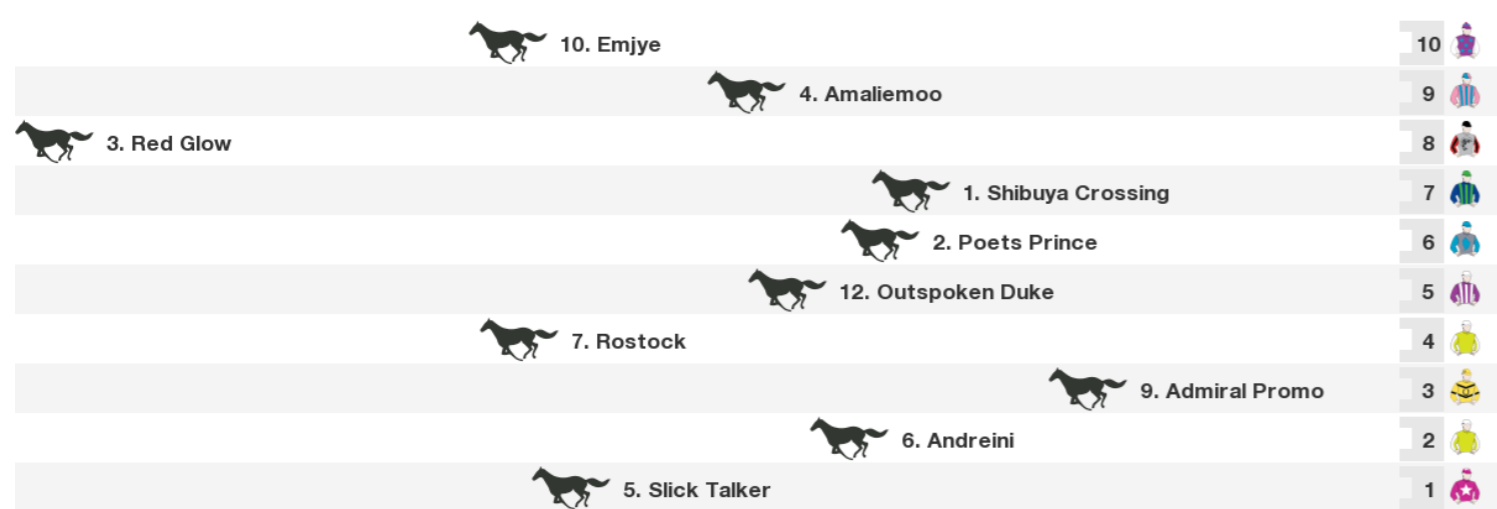 10. Emjye 10
4. Amaliemoo 9
3. Red Glow 8
1. Shibuya Crossing 7
2. Poets Prince 6
12. Outspoken Duke 5
7. Rostock 4
9. Admiral Promo 3
6. Andreini 2
5. Slick Talker 1